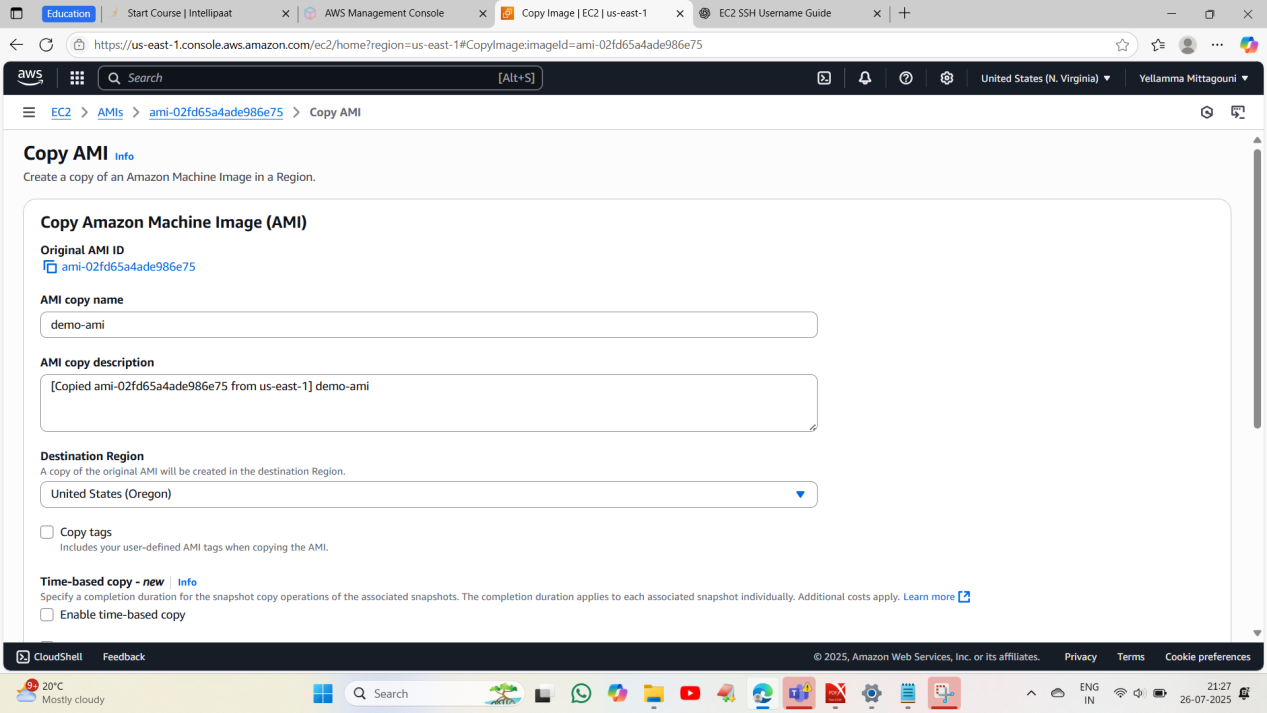 Education
Start Course | Intellipaat
AWS Management Console
Copy Image | EC2 | us-east-1
EC2 SSH Username Guide
https://us-east-1.console.aws.amazon.com/ec2/home?region=us-east-1#CopyImage:imageId=ami-02fd65a4ade986e75
aws
Search
[Alt+S]
United States (N. Virginia)
Yellamma Mittagouni
EC2
AMIs
ami-02fd65a4ade986e75
Copy AMI
Copy AMI Info
Create a copy of an Amazon Machine Image in a Region.
Copy Amazon Machine Image (AMI)
Original AMI ID
ami-02fd65a4ade986e75
AMI copy name
demo-ami
AMI copy description
[Copied ami-02fd65a4ade986e75 from us-east-1] demo-ami
Destination Region
A copy of the original AMI will be created in the destination Region.
United States (Oregon)
Copy tags
Includes your user-defined AMI tags when copying the AMI.
Time-based copy - new Info
Specify a completion duration for the snapshot copy operations of the associated snapshots. The completion duration applies to each associated snapshot individually. Additional costs apply. Learn more
Enable time-based copy
CloudShell
Feedback
© 2025, Amazon Web Services, Inc. or its affiliates.
Privacy
Terms
Cookie preferences
9+
20°C
Mostly cloudy
Search
ENG
IN
21:27
26-07-2025